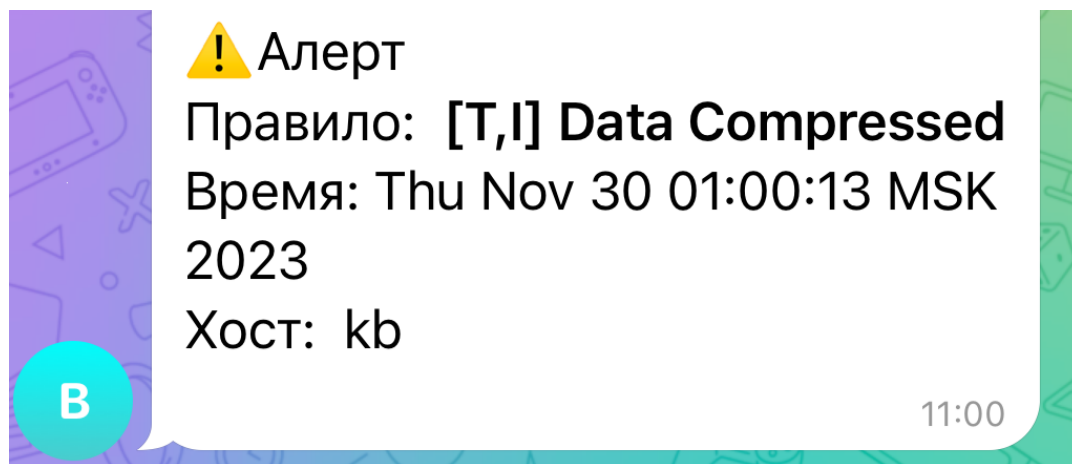 ⚠️Алерт
Правило:  [T,I] Data Compressed
Время: Thu Nov 30 01:00:13 MSK
2023
Хост:  kb
B
11:00